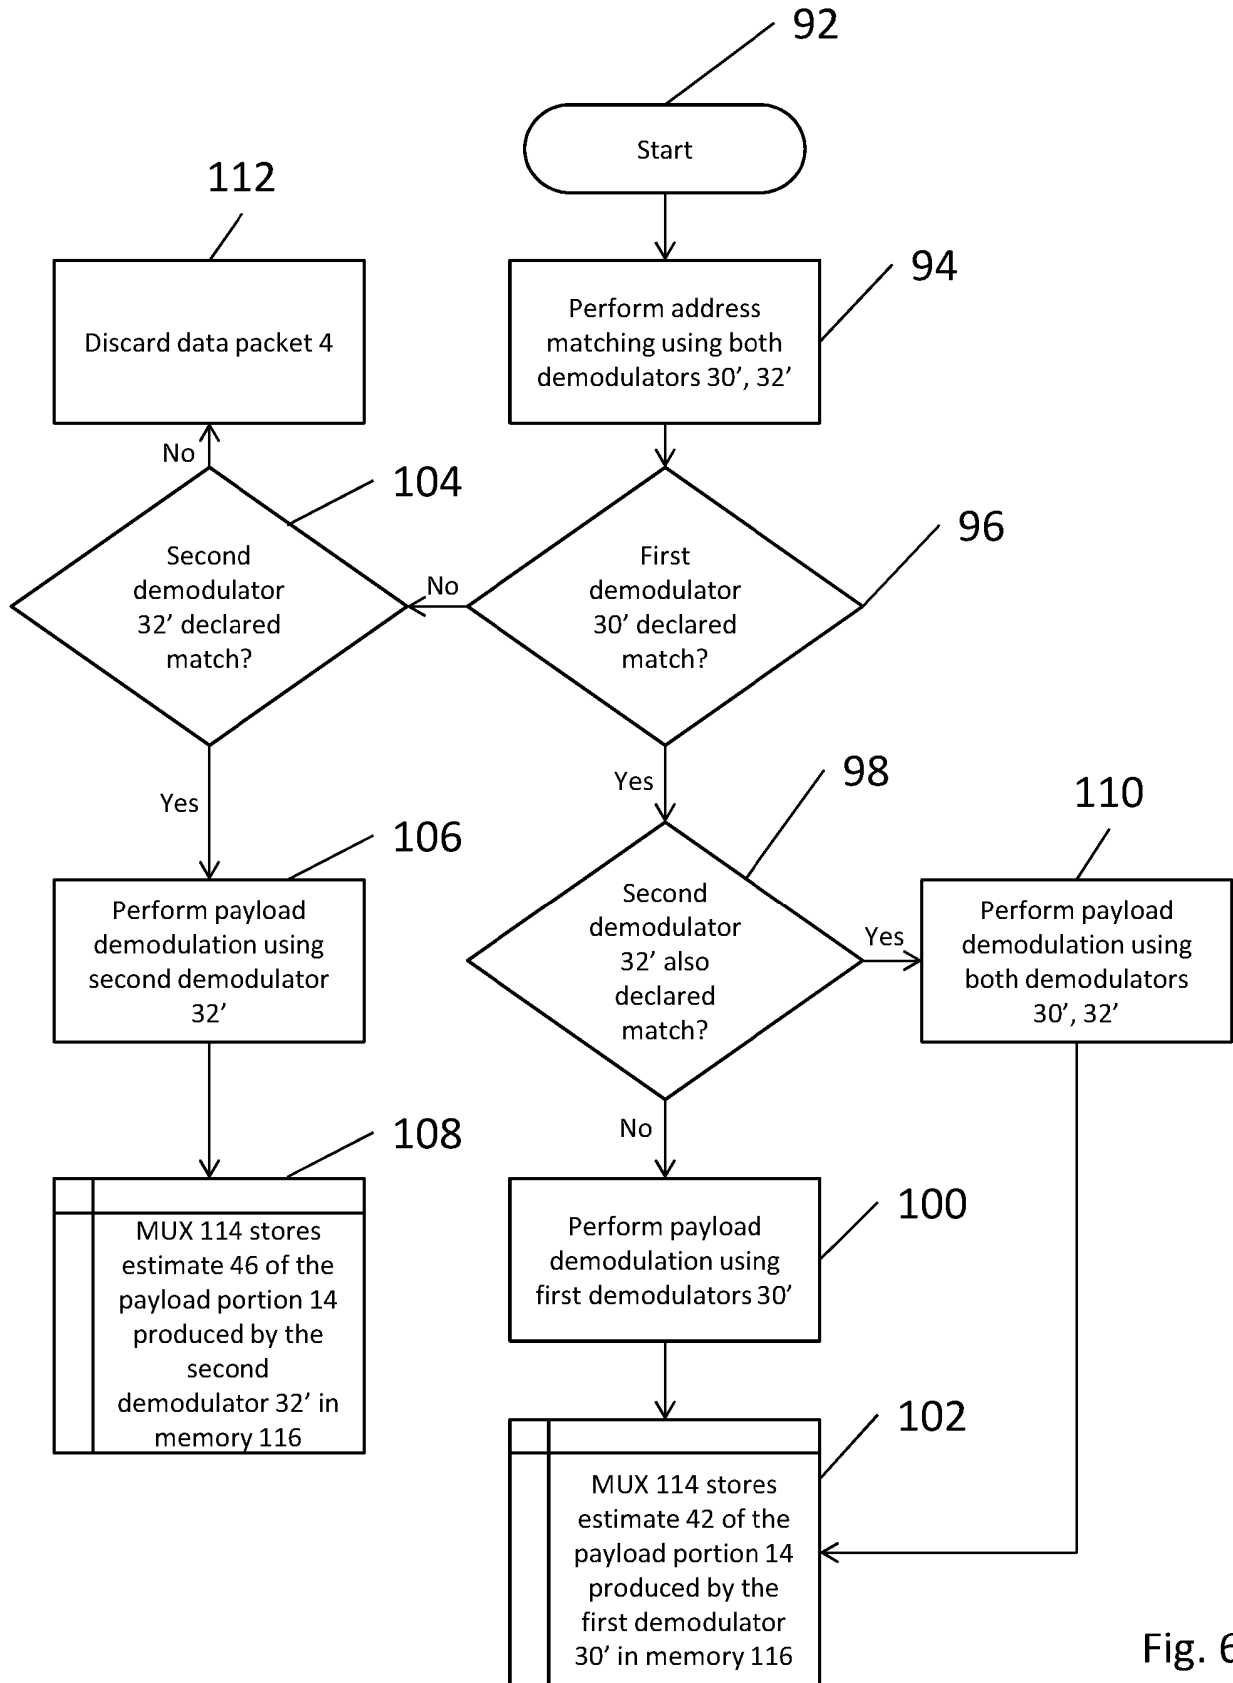 92
Start
112
94
Perform address
matching using both
demodulators 30’, 32’
Discard data packet 4
No
104
96
Second
demodulator
32’ declared
match?
No
First
demodulator
30’ declared
match?
Yes
Yes
98
110
106
Perform payload
demodulation using
second demodulator
32’
Second
demodulator
32’ also
declared
match?
Yes
Perform payload
demodulation using
both demodulators
30’, 32’
No
108
100
MUX 114 stores
estimate 46 of the
payload portion 14
produced by the
second
demodulator 32’ in
memory 116
Perform payload
demodulation using
first demodulators 30’
102
MUX 114 stores
estimate 42 of the
payload portion 14
produced by the
first demodulator
30’ in memory 116
Fig. 6